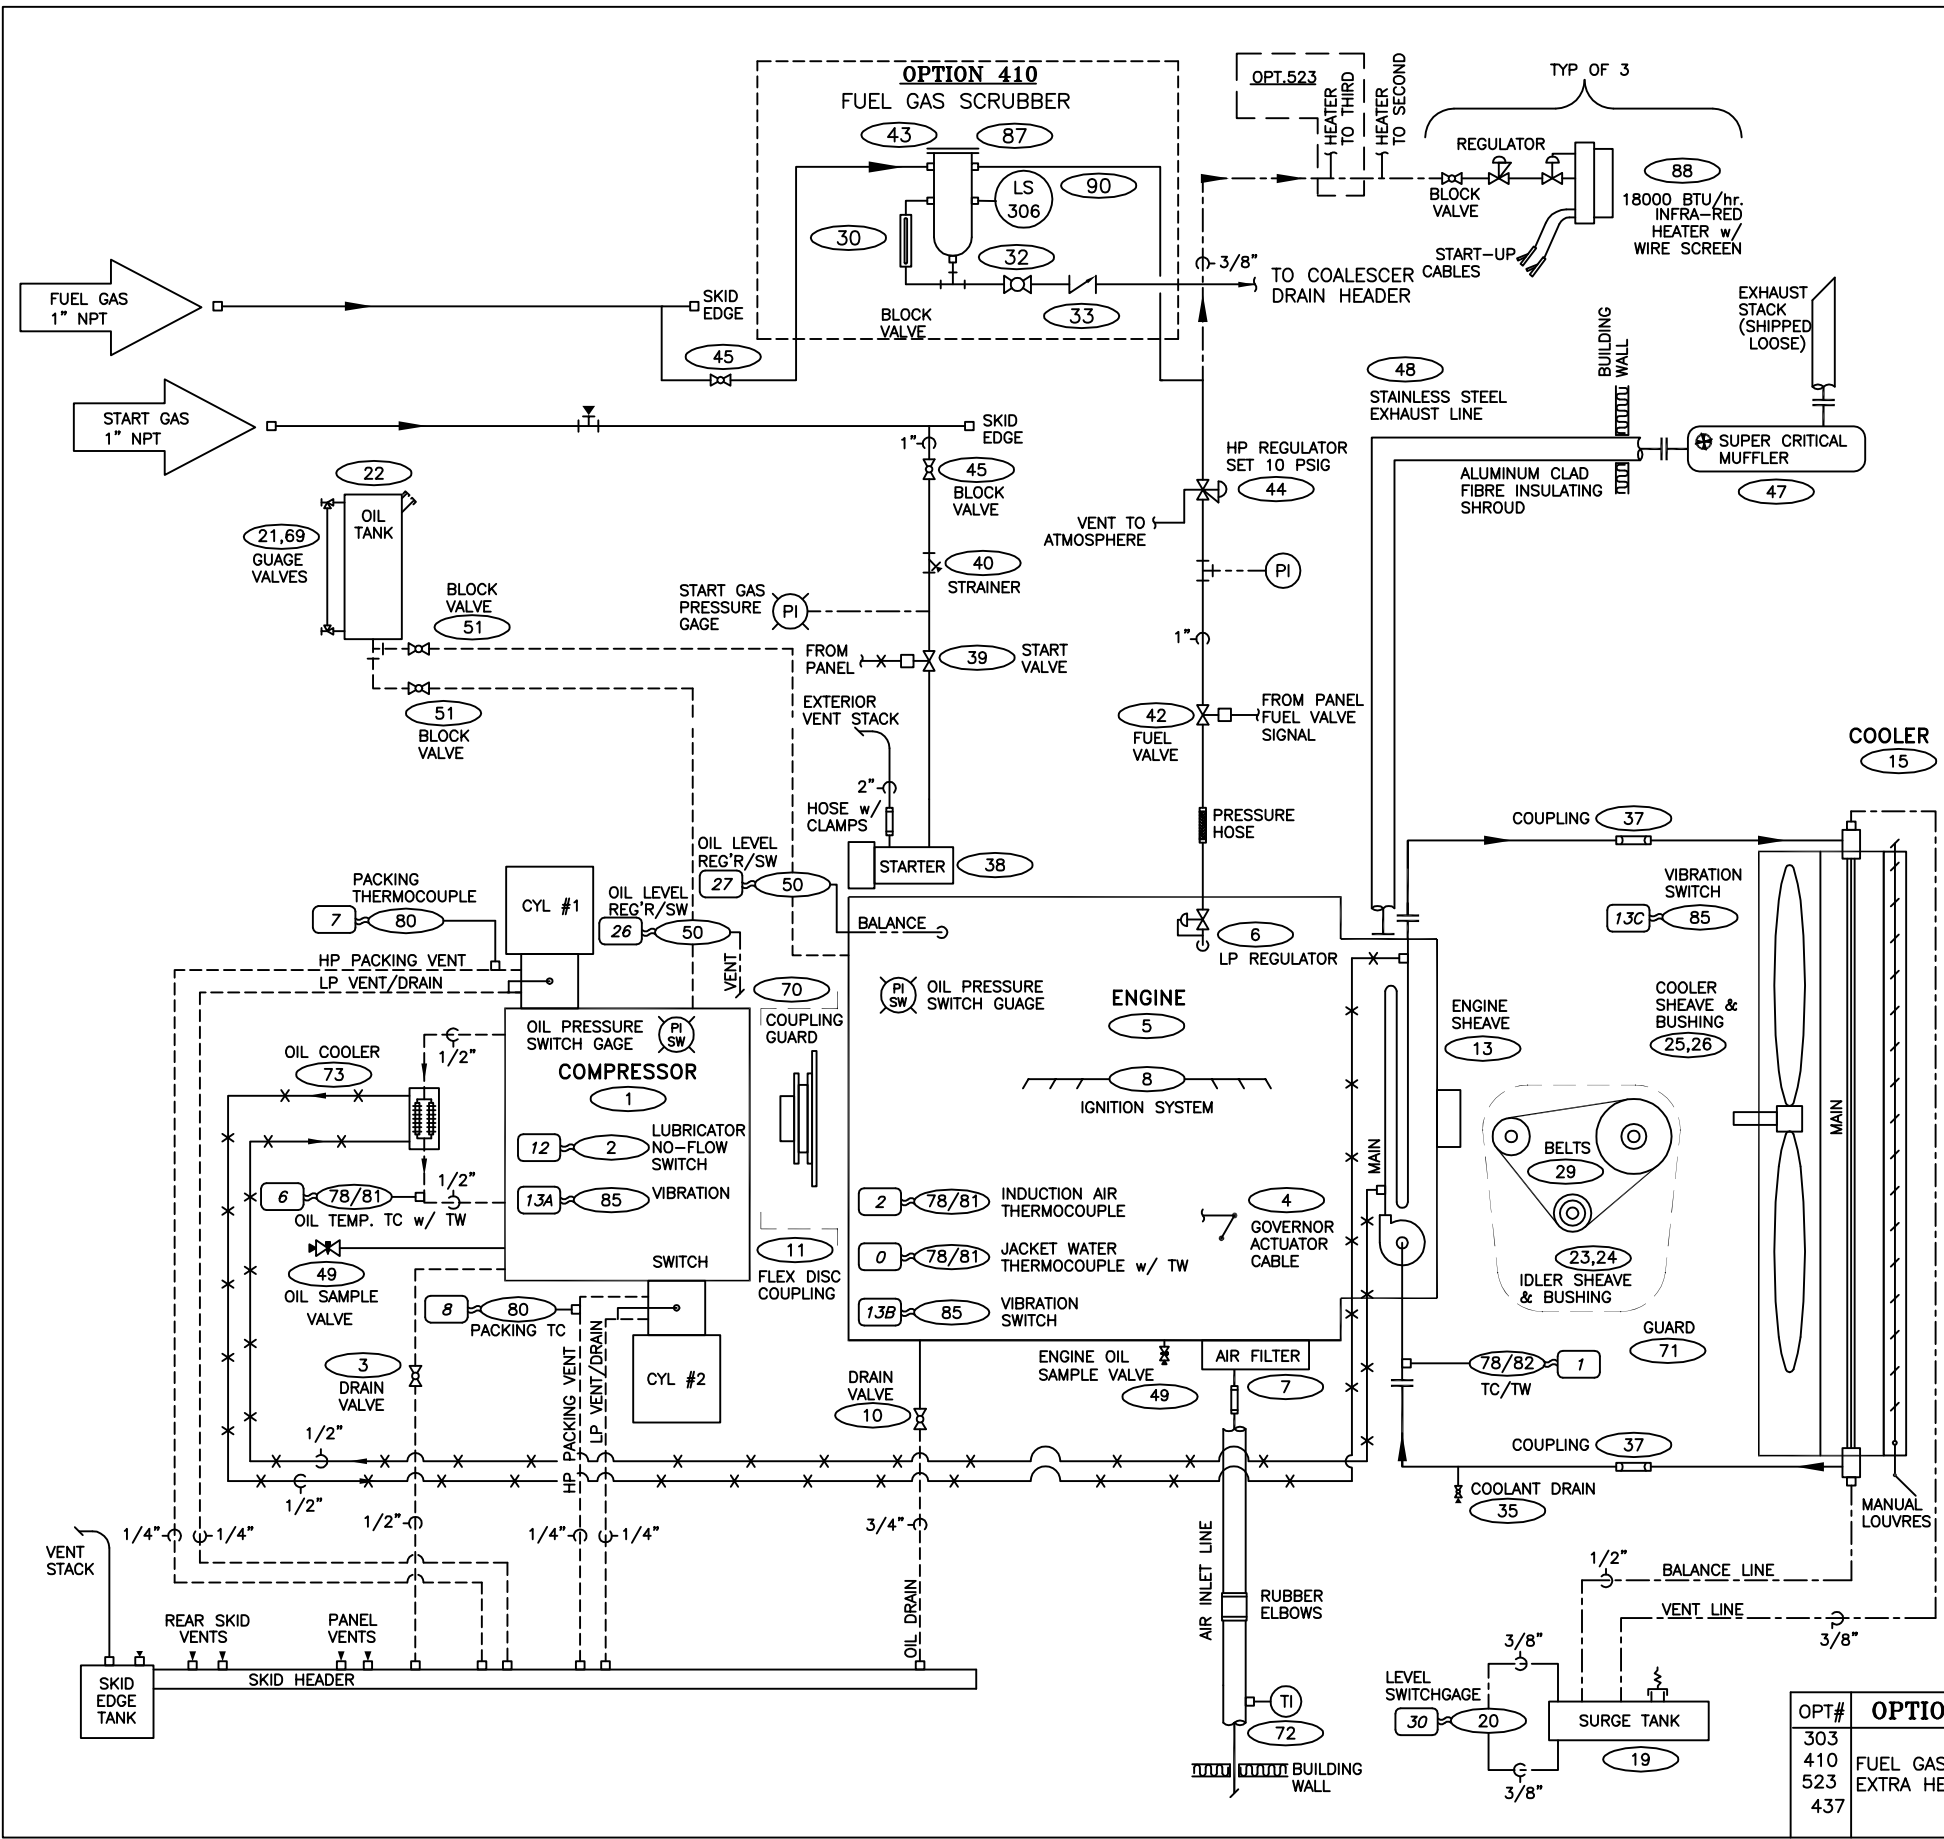 OPTION 410
FUEL GAS SCRUBBER
43
87
LS
306
90
30
32
33
BLOCK
VALVE
OPT.523
HEATER
TO THIRD
HEATER
TO SECOND
TYP OF 3
REGULATOR
BLOCK
VALVE
88
18000 BTU/hr.
INFRA-RED
HEATER w/
WIRE SCREEN
START-UP
CABLES
3/8"
TO COALESCER
DRAIN HEADER
FUEL GAS
1" NPT
SKID
EDGE
45
START GAS
1" NPT
SKID
EDGE
1"
45
BLOCK
VALVE
40
STRAINER
START GAS
PRESSURE
GAGE
PI
FROM
PANEL
39
START
VALVE
EXTERIOR
VENT STACK
2"
HOSE w/
CLAMPS
STARTER
38
22
OIL
TANK
21,69
GUAGE
VALVES
BLOCK
VALVE
51
51
BLOCK
VALVE
HP REGULATOR
SET 10 PSIG
44
VENT TO
ATMOSPHERE
PI
1"
42
FUEL
VALVE
FROM PANEL
FUEL VALVE
SIGNAL
PRESSURE
HOSE
48
STAINLESS STEEL
EXHAUST LINE
BUILDING
WALL
ALUMINUM CLAD
FIBRE INSULATING
SHROUD
EXHAUST
STACK
(SHIPPED
LOOSE)
SUPER CRITICAL
MUFFLER
47
COOLER
15
COUPLING
37
VIBRATION
SWITCH
13C
85
OIL LEVEL
REG'R/SW
27
50
OIL LEVEL
REG'R/SW
26
50
VENT
PACKING
THERMOCOUPLE
7
80
CYL #1
HP PACKING VENT
LP VENT/DRAIN
BALANCE
6
LP REGULATOR
PI
SW
OIL PRESSURE
SWITCH GUAGE
ENGINE
5
8
IGNITION SYSTEM
70
COUPLING
GUARD
OIL PRESSURE
SWITCH GAGE
PI
SW
COMPRESSOR
1
12
2
LUBRICATOR
NO-FLOW
SWITCH
13A
85
VIBRATION
SWITCH
1/2"
OIL COOLER
73
1/2"
6
78/81
OIL TEMP. TC w/ TW
49
OIL SAMPLE
VALVE
11
FLEX DISC
COUPLING
8
80
PACKING TC
CYL #2
3
DRAIN
VALVE
2
78/81
INDUCTION AIR
THERMOCOUPLE
0
78/81
JACKET WATER
THERMOCOUPLE w/ TW
13B
85
VIBRATION
SWITCH
4
GOVERNOR
ACTUATOR
CABLE
MAIN
ENGINE
SHEAVE
13
COOLER
SHEAVE &
BUSHING
25,26
BELTS
29
23,24
IDLER SHEAVE
& BUSHING
GUARD
71
MAIN
78/82
1
TC/TW
COUPLING
37
COOLANT DRAIN
35
MANUAL
LOUVRES
ENGINE OIL
SAMPLE VALVE
49
AIR FILTER
7
DRAIN
VALVE
10
HP PACKING VENT
LP VENT/DRAIN
1/2"
1/2"
1/4"
1/4"
1/2"
1/4"
1/4"
3/4"
OIL DRAIN
VENT
STACK
REAR SKID
VENTS
PANEL
VENTS
SKID HEADER
SKID
EDGE
TANK
AIR INLET LINE
RUBBER
ELBOWS
TI
72
BUILDING
WALL
1/2"
BALANCE LINE
VENT LINE
3/8"
3/8"
LEVEL
SWITCHGAGE
30
20
3/8"
SURGE TANK
19
OPT#
OPTIO
303
410
FUEL GAS
523
EXTRA HE
437